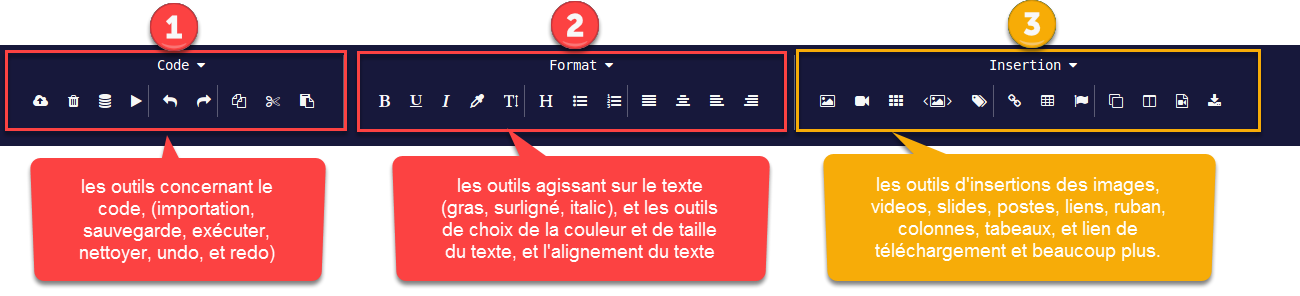 1
2
3
Code
Format
Insertion
B U I T H
les outils concernant le
code, (importation,
sauvegarde, exécuter,
nettoyer, undo, et redo)
les outils agissant sur le texte
(gras, surligné, italic), et les outils
de choix de la couleur et de taille
du texte, et l'alignement du texte
les outils d'insertions des images,
videos, slides, postes, liens, ruban,
colonnes, tabeaux, et lien de
téléchargement et beaucoup plus.